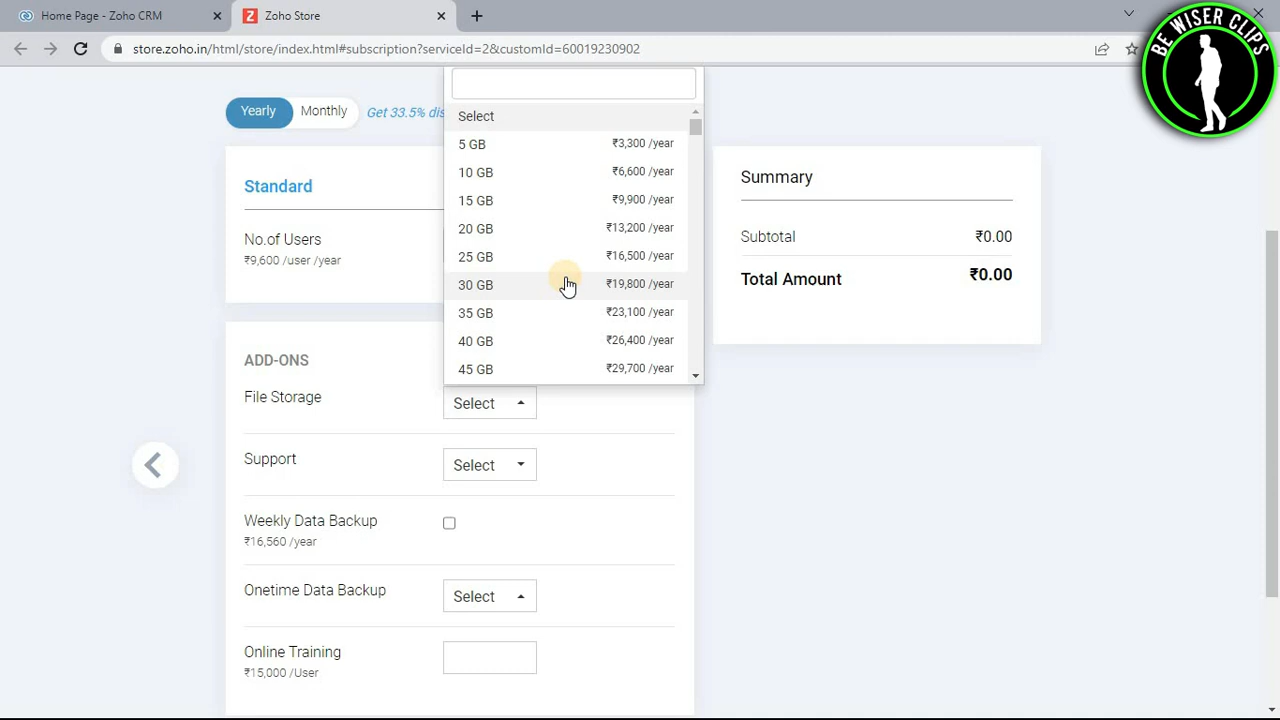 Home Page - Zoho CRM
Zoho Store
store.zoho.in/html/store/index.html#subscription?serviceId=2&customId=60019230902
BE WISER CLIPS
Yearly
Monthly
Get 33.5% dis
Select
5 GB ₹3,300 /year
10 GB ₹6,600 /year
15 GB ₹9,900 /year
20 GB ₹13,200 /year
25 GB ₹16,500 /year
30 GB ₹19,800 /year
35 GB ₹23,100 /year
40 GB ₹26,400 /year
45 GB ₹29,700 /year
Standard
No.of Users
₹9,600 /user /year
ADD-ONS
File Storage Select
Support Select
Weekly Data Backup
₹16,560 /year
Onetime Data Backup Select
Online Training
₹15,000 /User
Summary
Subtotal ₹0.00
Total Amount ₹0.00